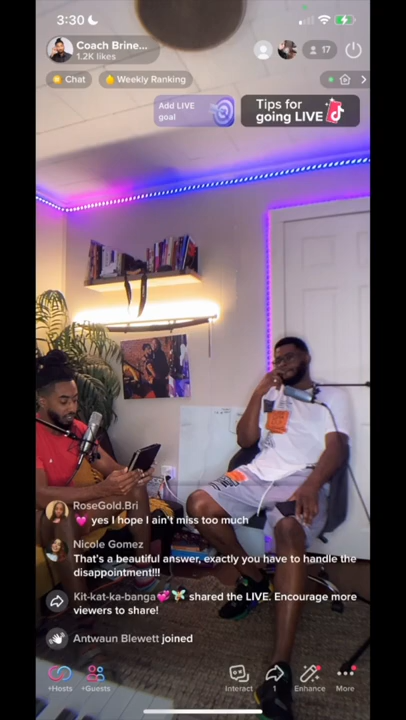 3:30
Coach Brine...
1.2K likes
17
Chat
Weekly Ranking
Add LIVE
goal
Tips for
going LIVE
RoseGold.Bri
yes I hope I ain't miss too much
Nicole Gomez
That's a beautiful answer, exactly you have to handle the
disappointment!!!
Kit-kat-ka-banga💞🦋 shared the LIVE. Encourage more
viewers to share!
Antwaun Blewett joined
+Hosts
+Guests
Interact
1
Enhance
More